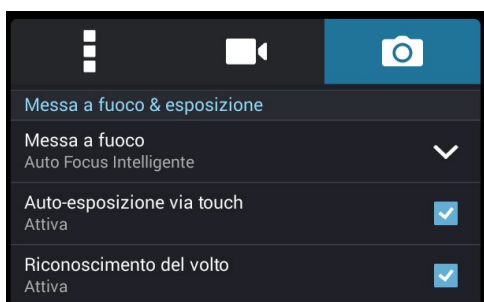 Messa a fuoco & esposizione
Messa a fuoco
Auto Focus Intelligente
Auto-esposizione via touch
Attiva
Riconoscimento del volto
Attiva